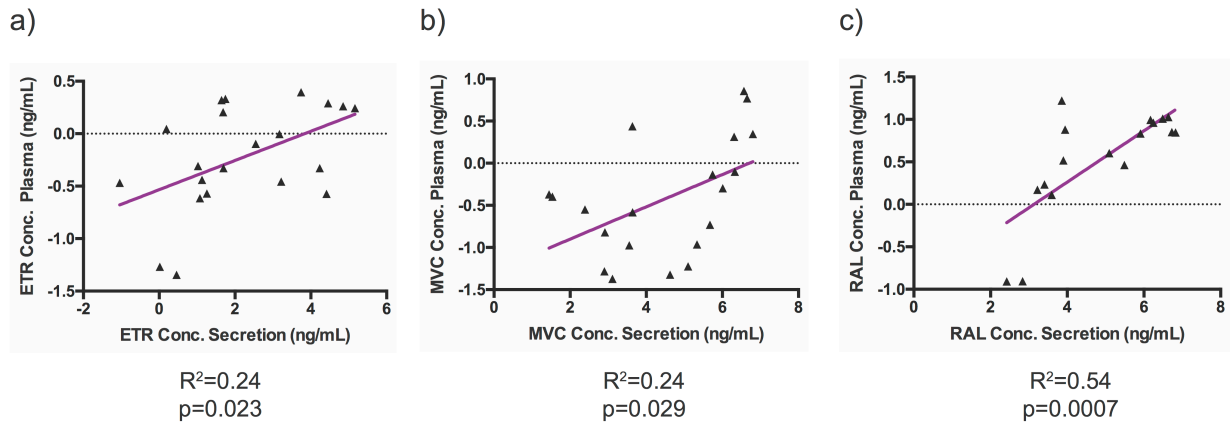 a)
0.5
0.0
-0.5
-1.0
-1.5
ETR Conc. Plasma (ng/mL)
-2
0
2
4
6
ETR Conc. Secretion (ng/mL)
R²=0.24
p=0.023
b)
1.0
0.5
0.0
-0.5
-1.0
-1.5
MVC Conc. Plasma (ng/mL)
0
2
4
6
8
MVC Conc. Secretion (ng/mL)
R²=0.24
p=0.029
c)
1.5
1.0
0.5
0.0
-0.5
-1.0
RAL Conc. Plasma (ng/mL)
0
2
4
6
8
RAL Conc. Secretion (ng/mL)
R²=0.54
p=0.0007